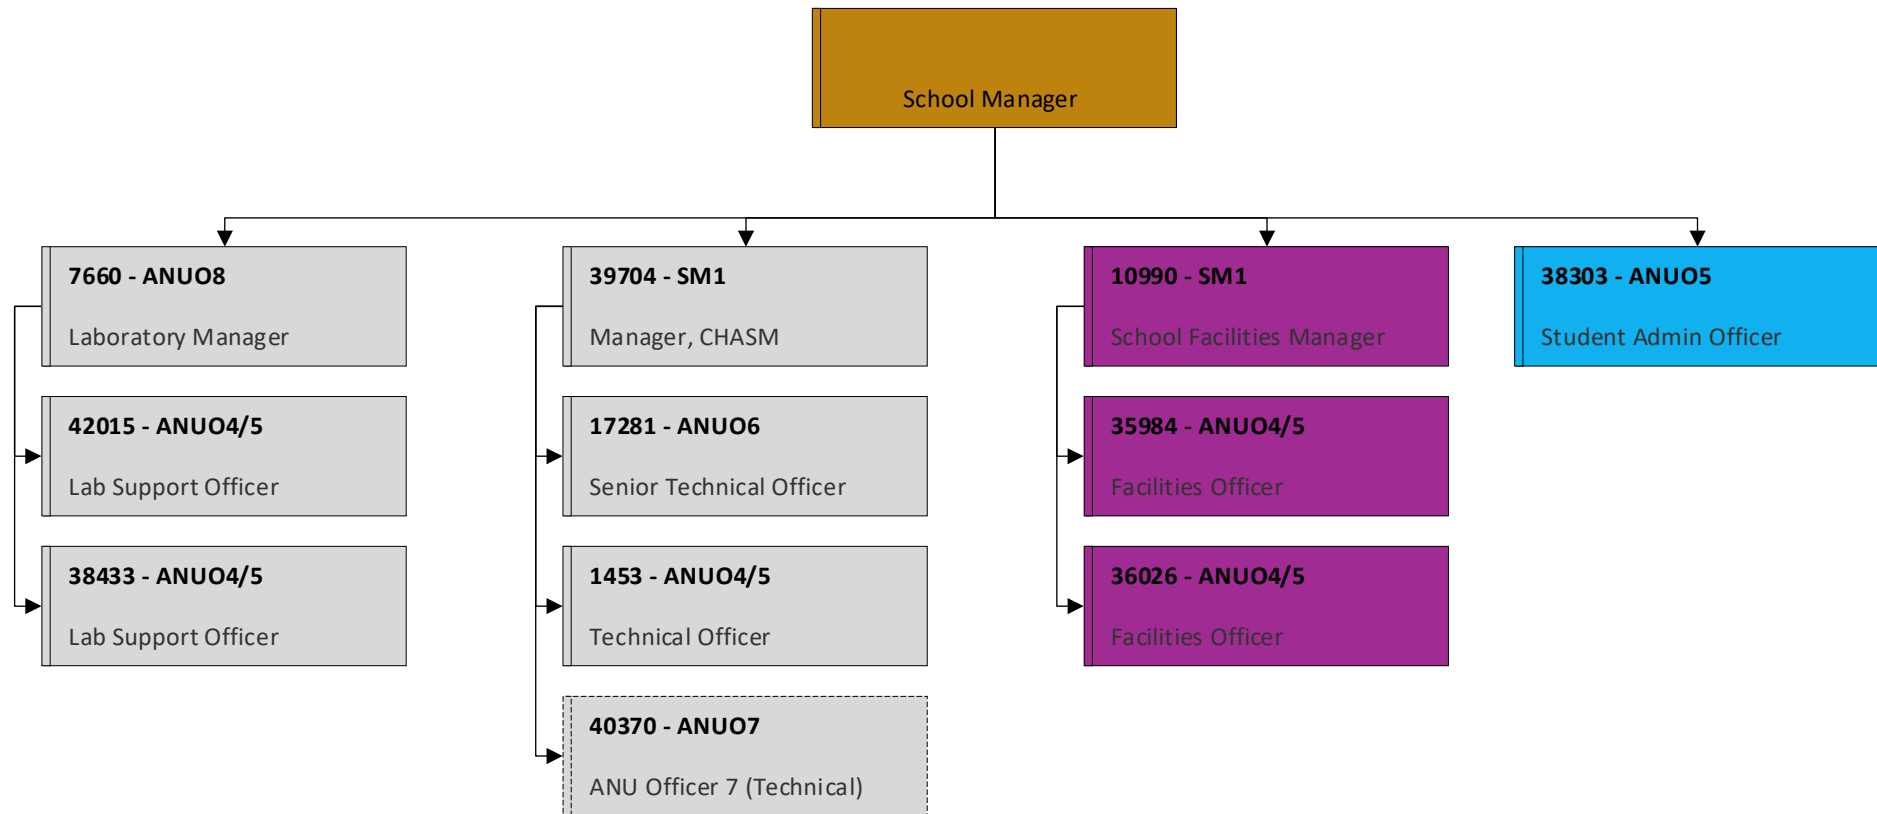 School Manager
7660 - ANUO8
Laboratory Manager
42015 - ANUO4/5
Lab Support Officer
38433 - ANUO4/5
Lab Support Officer
39704 - SM1
Manager, CHASM
17281 - ANUO6
Senior Technical Officer
1453 - ANUO4/5
Technical Officer
40370 - ANUO7
ANU Officer 7 (Technical)
10990 - SM1
School Facilities Manager
35984 - ANUO4/5
Facilities Officer
36026 - ANUO4/5
Facilities Officer
38303 - ANUO5
Student Admin Officer